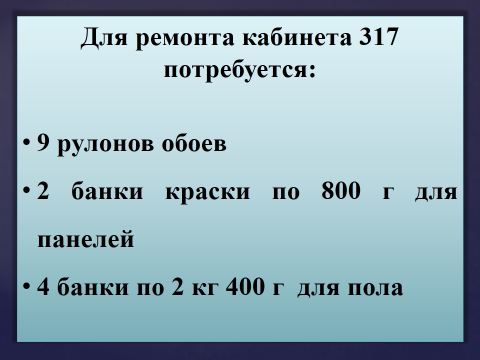 Для ремонта кабинета 317
потребуется:
• 9 рулонов обоев
• 2 банки краски по 800 г для
панелей
• 4 банки по 2 кг 400 г для пола